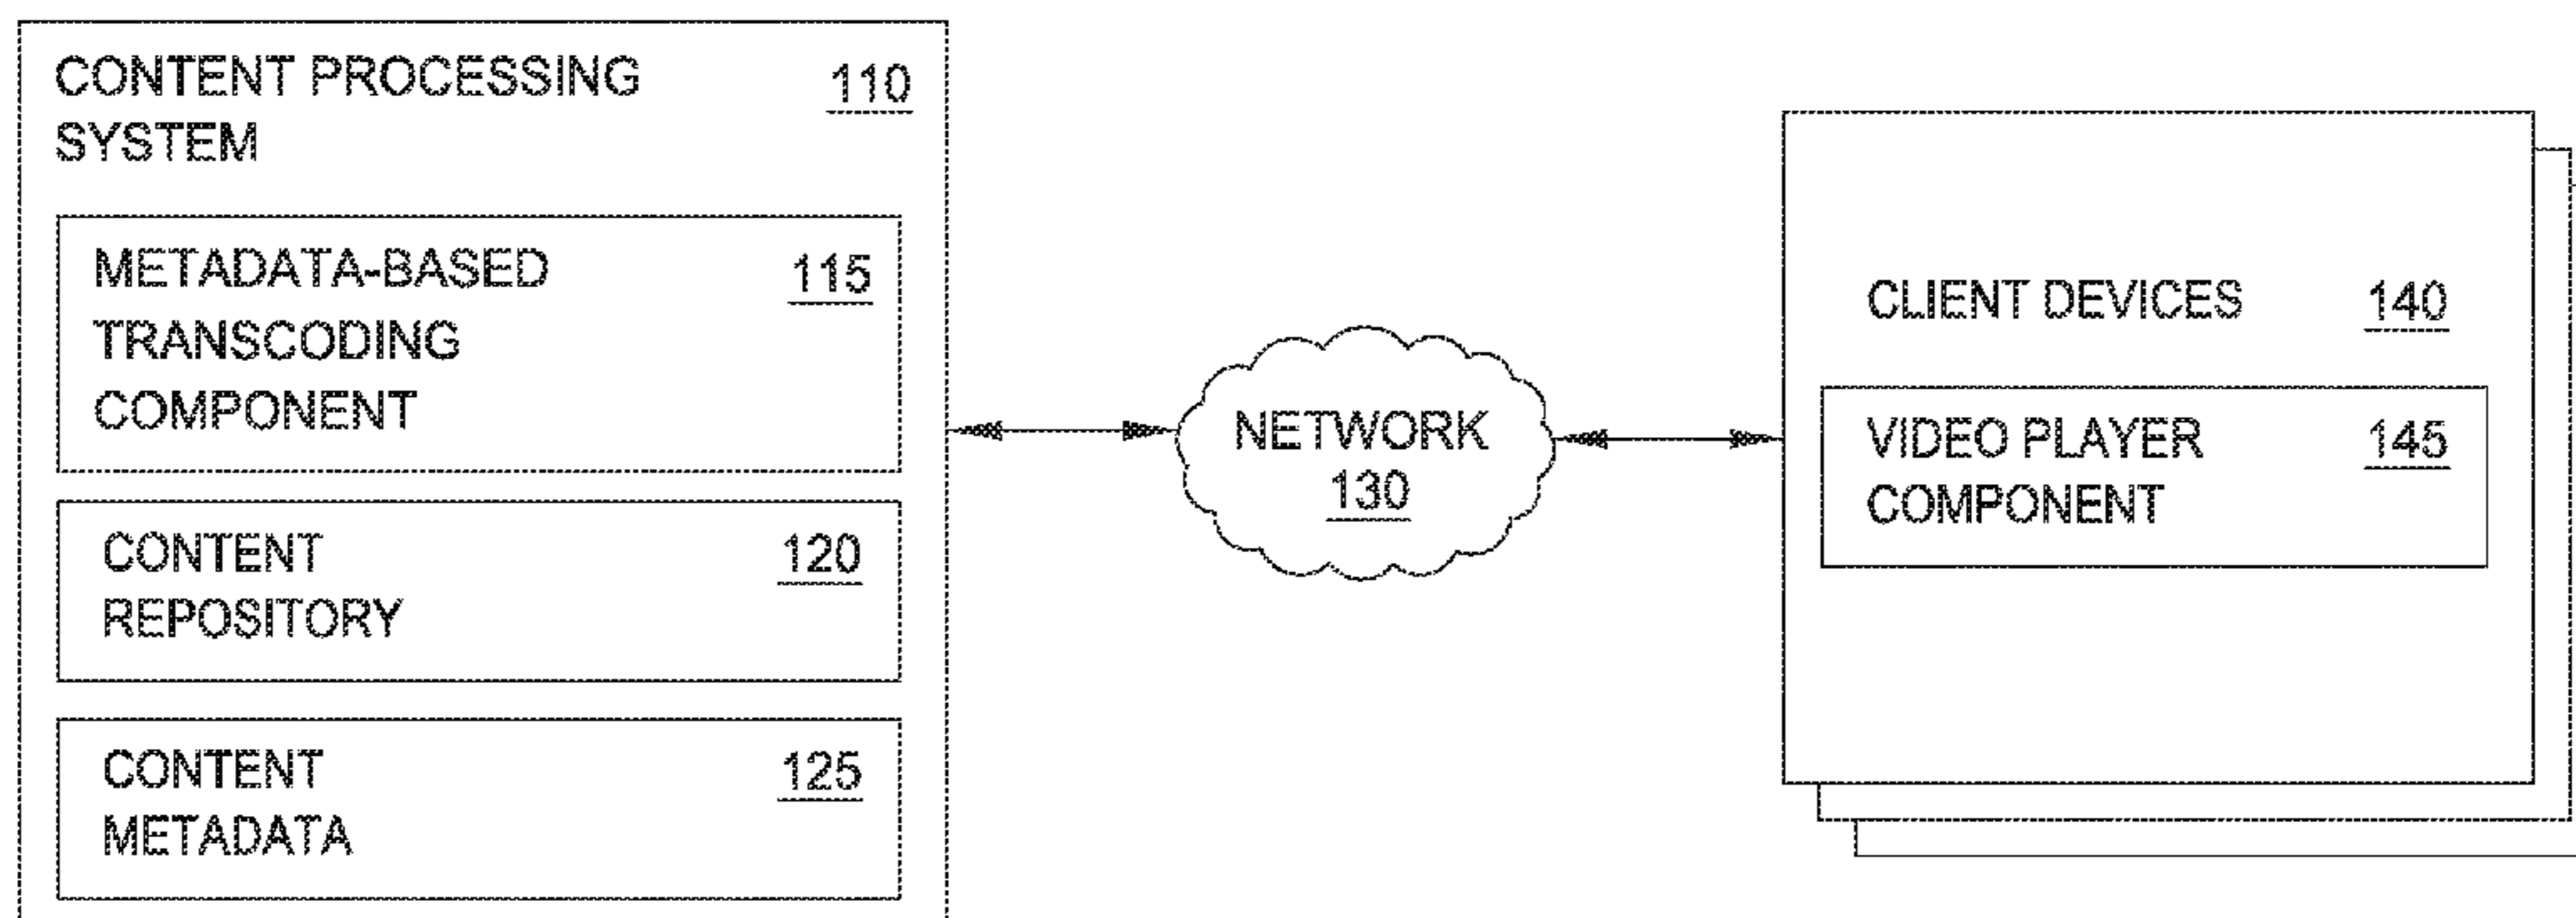 CONTENT PROCESSING 110
SYSTEM
METADATA-BASED 115
TRANSCODING
COMPONENT
CONTENT 120
REPOSITORY
CONTENT 125
METADATA
NETWORK
130
CLIENT DEVICES 140
VIDEO PLAYER 145
COMPONENT